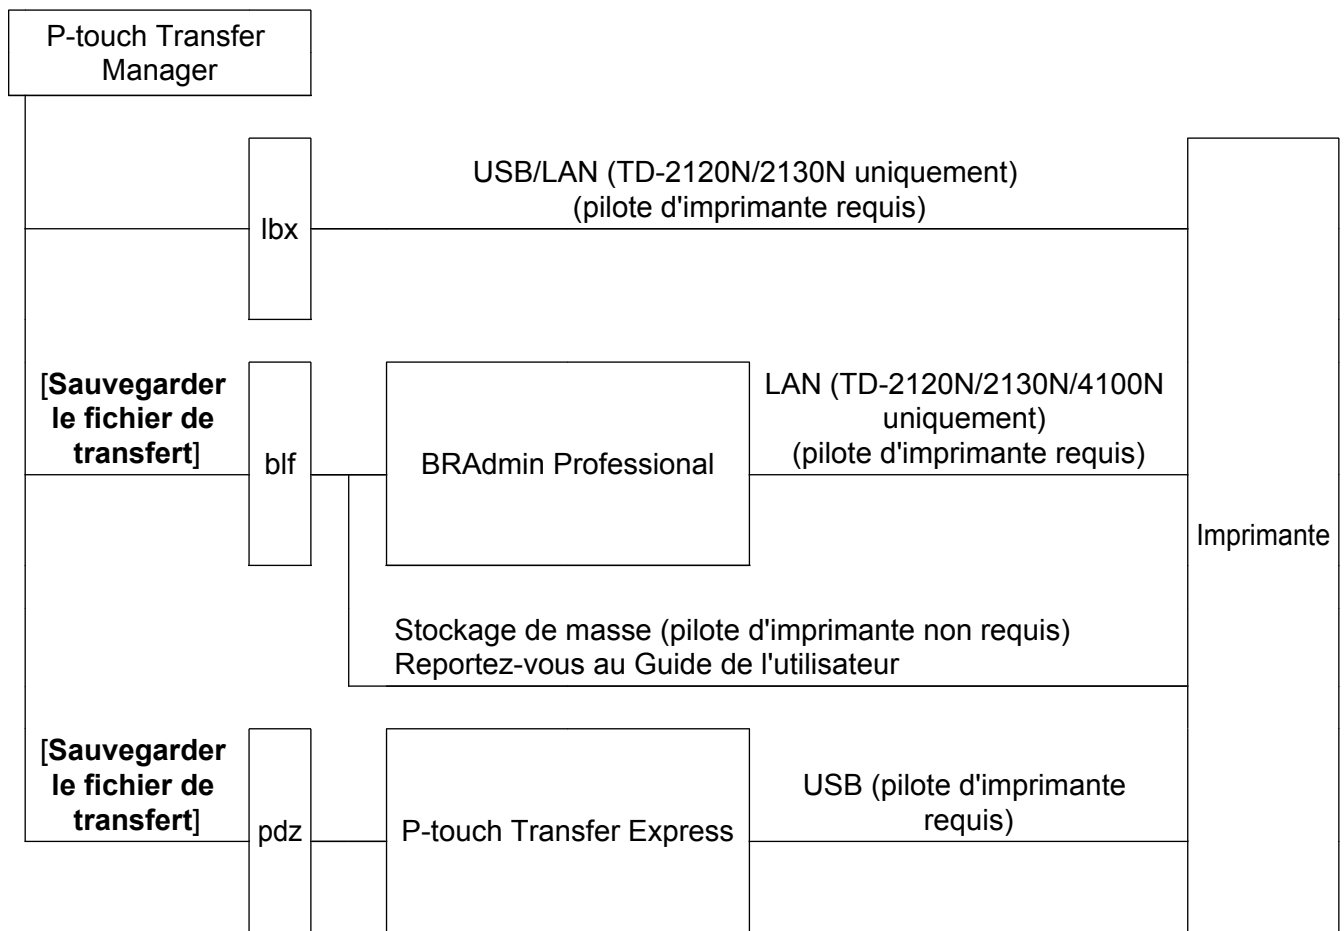 P-touch Transfer
Manager
USB/LAN (TD-2120N/2130N uniquement)
(pilote d'imprimante requis)
lbx
[Sauvegarder
le fichier de
transfert]
blf
BRAdmin Professional
LAN (TD-2120N/2130N/4100N
uniquement)
(pilote d'imprimante requis)
Imprimante
Stockage de masse (pilote d'imprimante non requis)
Reportez-vous au Guide de l'utilisateur
[Sauvegarder
le fichier de
transfert]
pdz
P-touch Transfer Express
USB (pilote d'imprimante
requis)